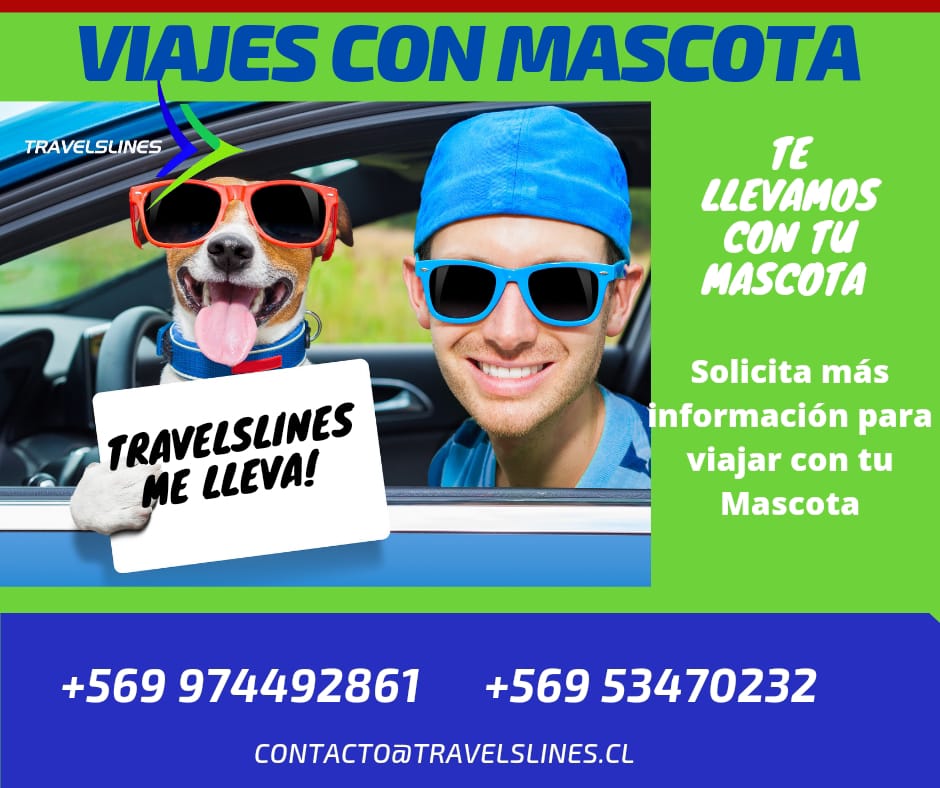 VIAJES CON MASCOTA
TRAVELSLINES
TE
LLEVAMOS
CON TU
MASCOTA
Solicita más
información para
viajar con tu
Mascota
TRAVELSLINES
ME LLEVA!
+569 974492861
+569 53470232
CONTACTO@TRAVELSLINES.CL